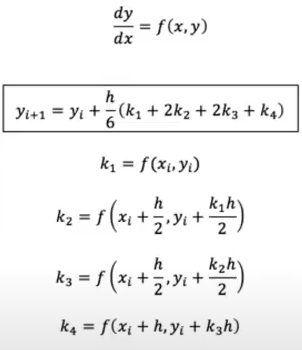 dy/dx = f(x, y)
y_{i+1} = y_i + h/6 (k_1 + 2k_2 + 2k_3 + k_4)
k_1 = f(x_i, y_i)
k_2 = f(x_i + h/2, y_i + k_1h/2)
k_3 = f(x_i + h/2, y_i + k_2h/2)
k_4 = f(x_i + h, y_i + k_3h)